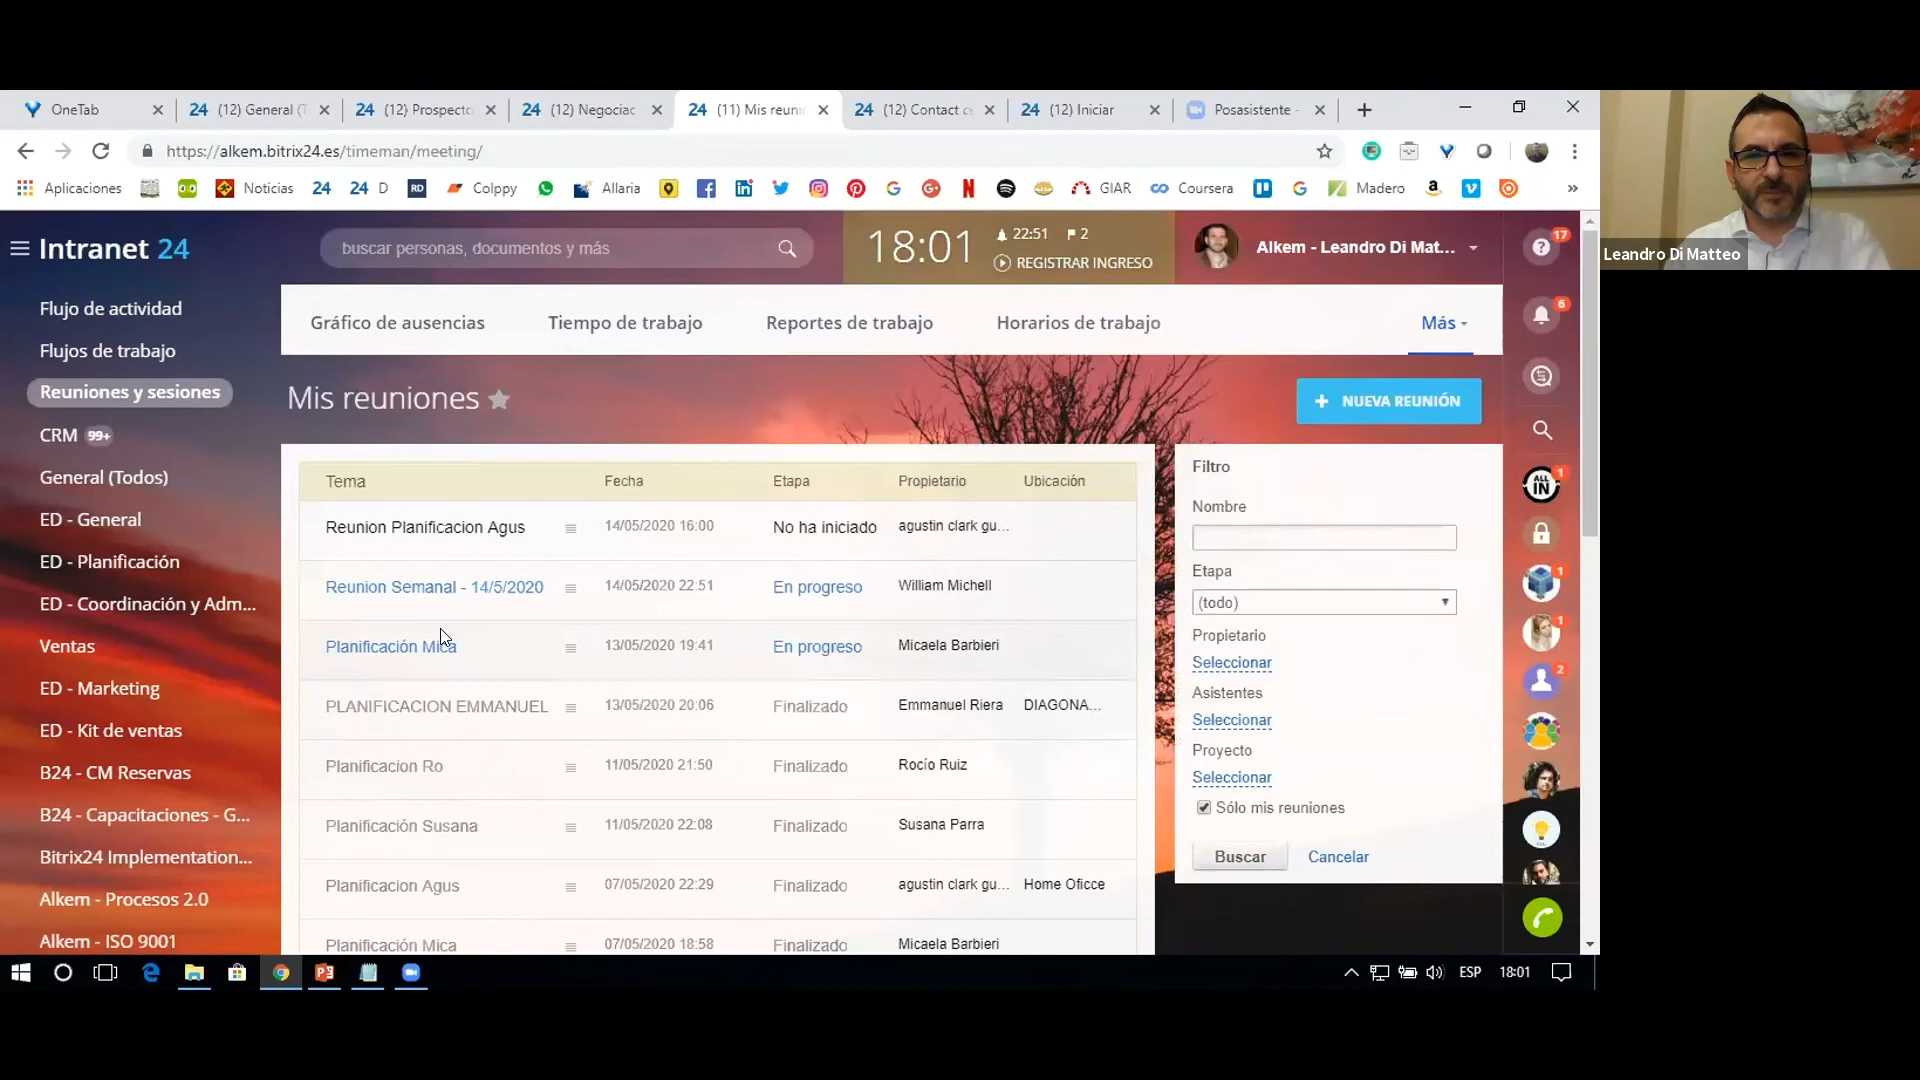 OneTab
24 (12) General (T
24 (12) Prospecto
24 (12) Negociac
24 (11) Mis reuni
24 (12) Contact ce
24 (12) Iniciar
Posasistente -
https://alkem.bitrix24.es/timeman/meeting/
Aplicaciones
Noticias
24
24 D
RD
Colppy
Allaria
GIAR
Coursera
Madero
Intranet 24
buscar personas, documentos y más
18:01
22:51 2
REGISTRAR INGRESO
Alkem - Leandro Di Mat...
17
Leandro Di Matteo
Flujo de actividad
Flujos de trabajo
Reuniones y sesiones
CRM 99+
General (Todos)
ED - General
ED - Planificación
ED - Coordinación y Adm...
Ventas
ED - Marketing
ED - Kit de ventas
B24 - CM Reservas
B24 - Capacitaciones - G...
Bitrix24 Implementation...
Alkem - Procesos 2.0
Alkem - ISO 9001
Gráfico de ausencias
Tiempo de trabajo
Reportes de trabajo
Horarios de trabajo
Más
Mis reuniones
+ NUEVA REUNIÓN
Tema Fecha Etapa Propietario Ubicación
Reunion Planificacion Agus 14/05/2020 16:00 No ha iniciado agustin clark gu...
Reunion Semanal - 14/5/2020 14/05/2020 22:51 En progreso William Michell
Planificación Mica 13/05/2020 19:41 En progreso Micaela Barbieri
PLANIFICACION EMMANUEL 13/05/2020 20:06 Finalizado Emmanuel Riera DIAGONA...
Planificacion Ro 11/05/2020 21:50 Finalizado Rocío Ruiz
Planificación Susana 11/05/2020 22:08 Finalizado Susana Parra
Planificacion Agus 07/05/2020 22:29 Finalizado agustin clark gu... Home Oficce
Planificación Mica 07/05/2020 18:58 Finalizado Micaela Barbieri
Filtro
Nombre
Etapa
(todo)
Propietario
Seleccionar
Asistentes
Seleccionar
Proyecto
Seleccionar
Sólo mis reuniones
Buscar Cancelar
6
ALL IN
1
1
1
2
ESP 18:01